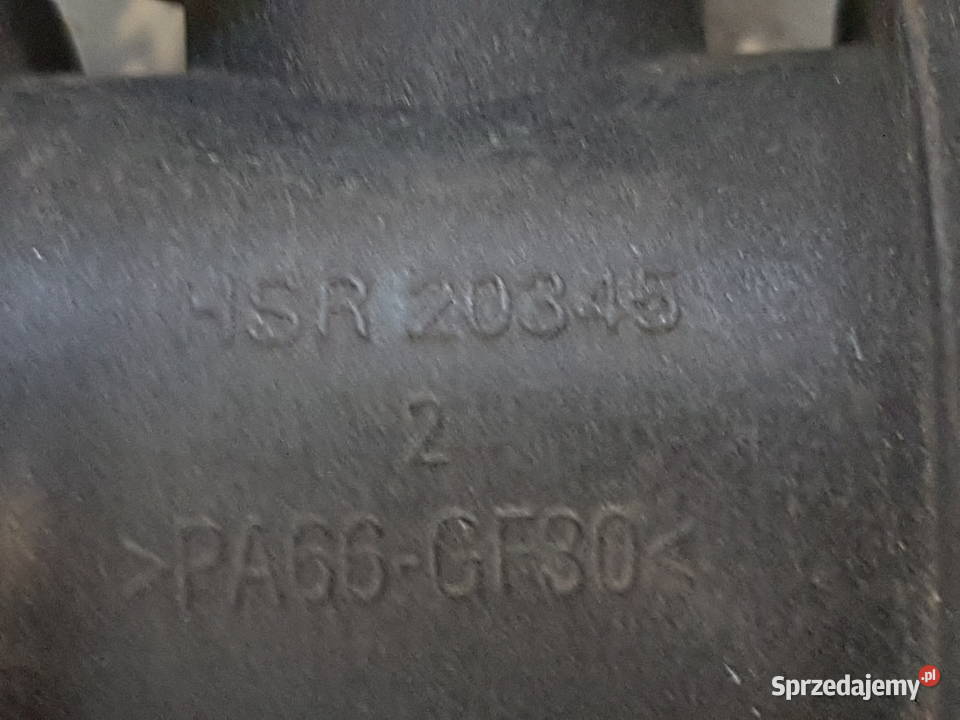 HSR 20345
2
>PA66-GF30<
Sprzedajemy.pl